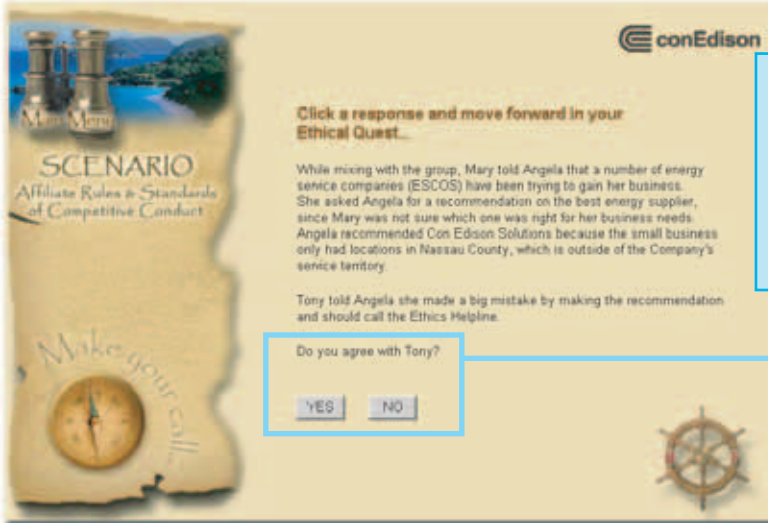 conEdison
Main Menu
SCENARIO
Affiliate Rules & Standards
of Competitive Conduct
Click a response and move forward in your
Ethical Quest...
While mixing with the group, Mary told Angela that a number of energy
service companies (ESCOS) have been trying to gain her business.
She asked Angela for a recommendation on the best energy supplier,
since Mary was not sure which one was right for her business needs.
Angela recommended Con Edison Solutions because the small business
only had locations in Nassau County, which is outside of the Company's
service territory.
Tony told Angela she made a big mistake by making the recommendation
and should call the Ethics Helpline.
Do you agree with Tony?
YES
NO
Make your call...